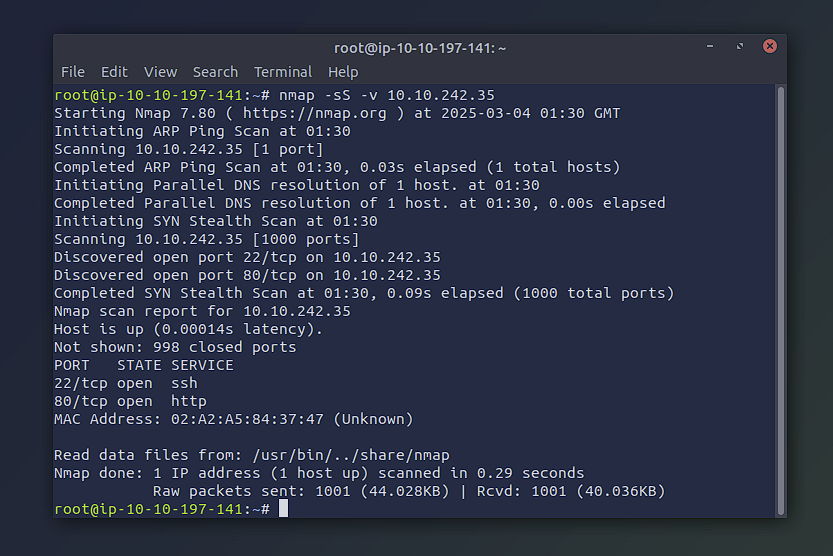 root@ip-10-10-197-141: ~
File Edit View Search Terminal Help
root@ip-10-10-197-141:~# nmap -sS -v 10.10.242.35
Starting Nmap 7.80 ( https://nmap.org ) at 2025-03-04 01:30 GMT
Initiating ARP Ping Scan at 01:30
Scanning 10.10.242.35 [1 port]
Completed ARP Ping Scan at 01:30, 0.03s elapsed (1 total hosts)
Initiating Parallel DNS resolution of 1 host. at 01:30
Completed Parallel DNS resolution of 1 host. at 01:30, 0.00s elapsed
Initiating SYN Stealth Scan at 01:30
Scanning 10.10.242.35 [1000 ports]
Discovered open port 22/tcp on 10.10.242.35
Discovered open port 80/tcp on 10.10.242.35
Completed SYN Stealth Scan at 01:30, 0.09s elapsed (1000 total ports)
Nmap scan report for 10.10.242.35
Host is up (0.00014s latency).
Not shown: 998 closed ports
PORT   STATE SERVICE
22/tcp open  ssh
80/tcp open  http
MAC Address: 02:A2:A5:84:37:47 (Unknown)
Read data files from: /usr/bin/../share/nmap
Nmap done: 1 IP address (1 host up) scanned in 0.29 seconds
           Raw packets sent: 1001 (44.028KB) | Rcvd: 1001 (40.036KB)
root@ip-10-10-197-141:~#